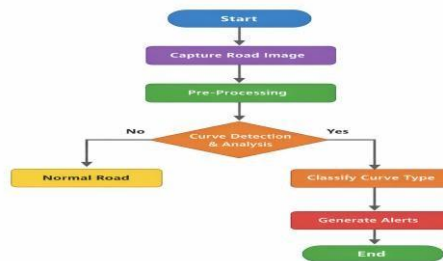 Start
Capture Road Image
Pre-Processing
No
Curve Detection
& Analysis
Yes
Normal Road
Classify Curve Type
Generate Alerts
End